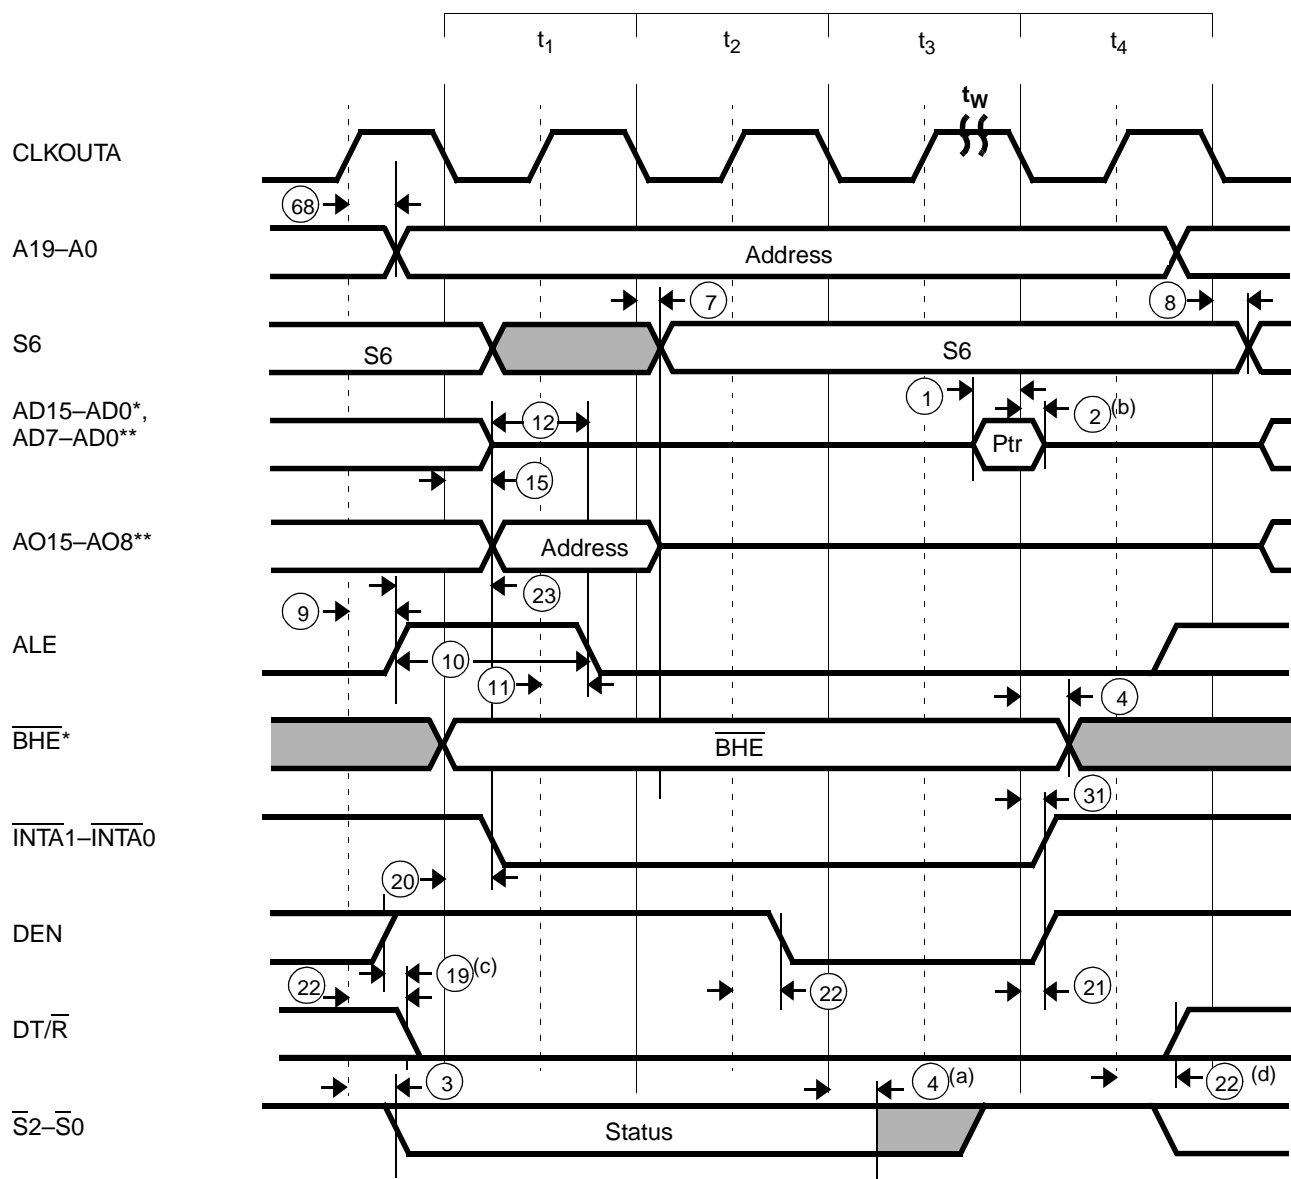 t1 t2 t3 t4
tW
CLKOUTA
68
A19–A0 Address
7 8
S6 S6 S6
1 2(b)
AD15–AD0*,
AD7–AD0** 12 Ptr
15
AO15–AO8** Address
23
9
ALE 10
11 4
BHE* BHE
31
INTA1–INTA0
20
DEN
22 19(c) 22 21
DT/R
3 4(a) 22(d)
S2–S0 Status